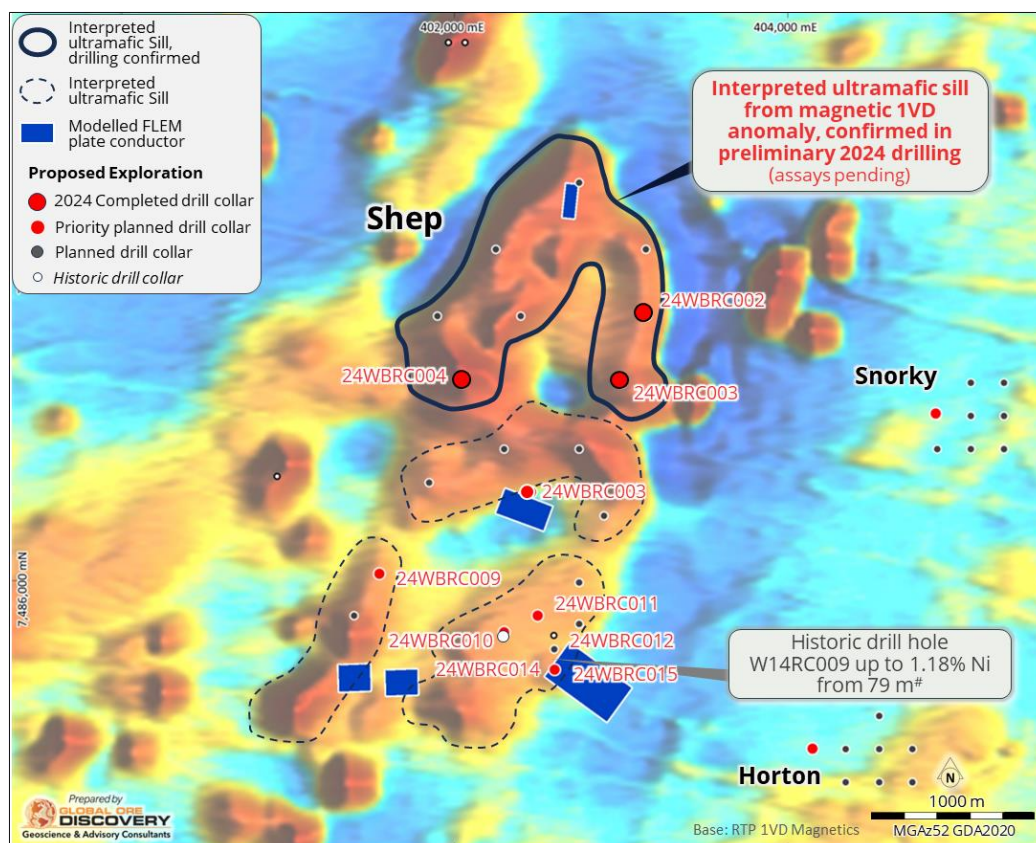 402,000 mE
404,000 mE
7,486,000 mN
Interpreted
ultramafic Sill,
drilling confirmed
Interpreted
ultramafic Sill
Modelled FLEM
plate conductor
Proposed Exploration
2024 Completed drill collar
Priority planned drill collar
Planned drill collar
Historic drill collar
Interpreted ultramafic sill
from magnetic 1VD
anomaly, confirmed in
preliminary 2024 drilling
(assays pending)
Shep
24WBRC002
24WBRC004
24WBRC003
Snorky
24WBRC003
24WBRC009
24WBRC011
24WBRC010
24WBRC012
24WBRC014
24WBRC015
Historic drill hole
W14RC009 up to 1.18% Ni
from 79 m#
Horton
N
1000 m
Base: RTP 1VD Magnetics
MGAz52 GDA2020
Prepared by
GLOBAL ORE
DISCOVERY
Geoscience & Advisory Consultants